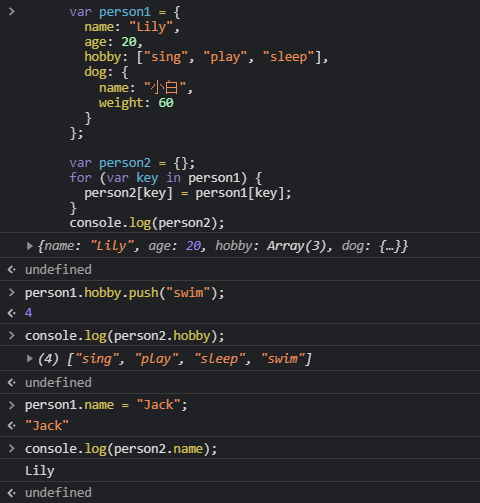 var person1 = {
name: "Lily",
age: 20,
hobby: ["sing", "play", "sleep"],
dog: {
name: "小白",
weight: 60
}
};
var person2 = {};
for (var key in person1) {
person2[key] = person1[key];
}
console.log(person2);
{name: "Lily", age: 20, hobby: Array(3), dog: {…}}
undefined
person1.hobby.push("swim");
4
console.log(person2.hobby);
(4) ["sing", "play", "sleep", "swim"]
undefined
person1.name = "Jack";
"Jack"
console.log(person2.name);
Lily
undefined